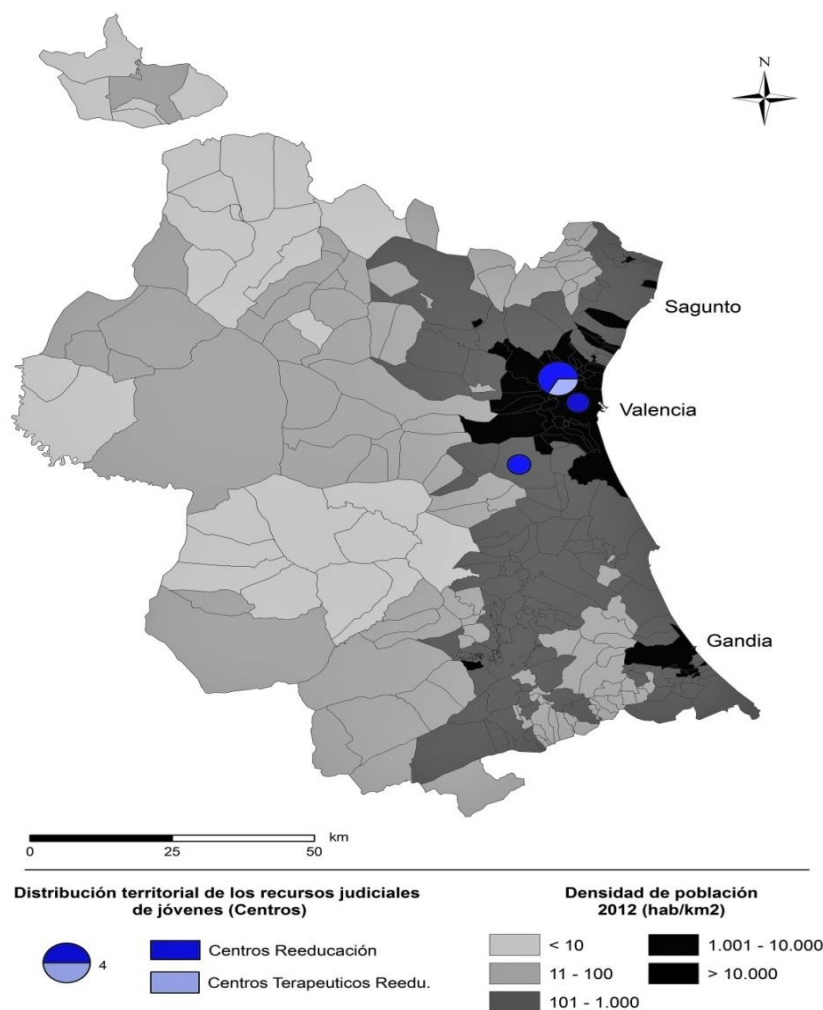 N
Sagunto
Valencia
Gandia
km
0 25 50
Distribución territorial de los recursos judiciales
de jóvenes (Centros)
4
Centros Reeducación
Centros Terapeuticos Reedu.
Densidad de población
2012 (hab/km2)
< 10
11 - 100
101 - 1.000
1.001 - 10.000
> 10.000